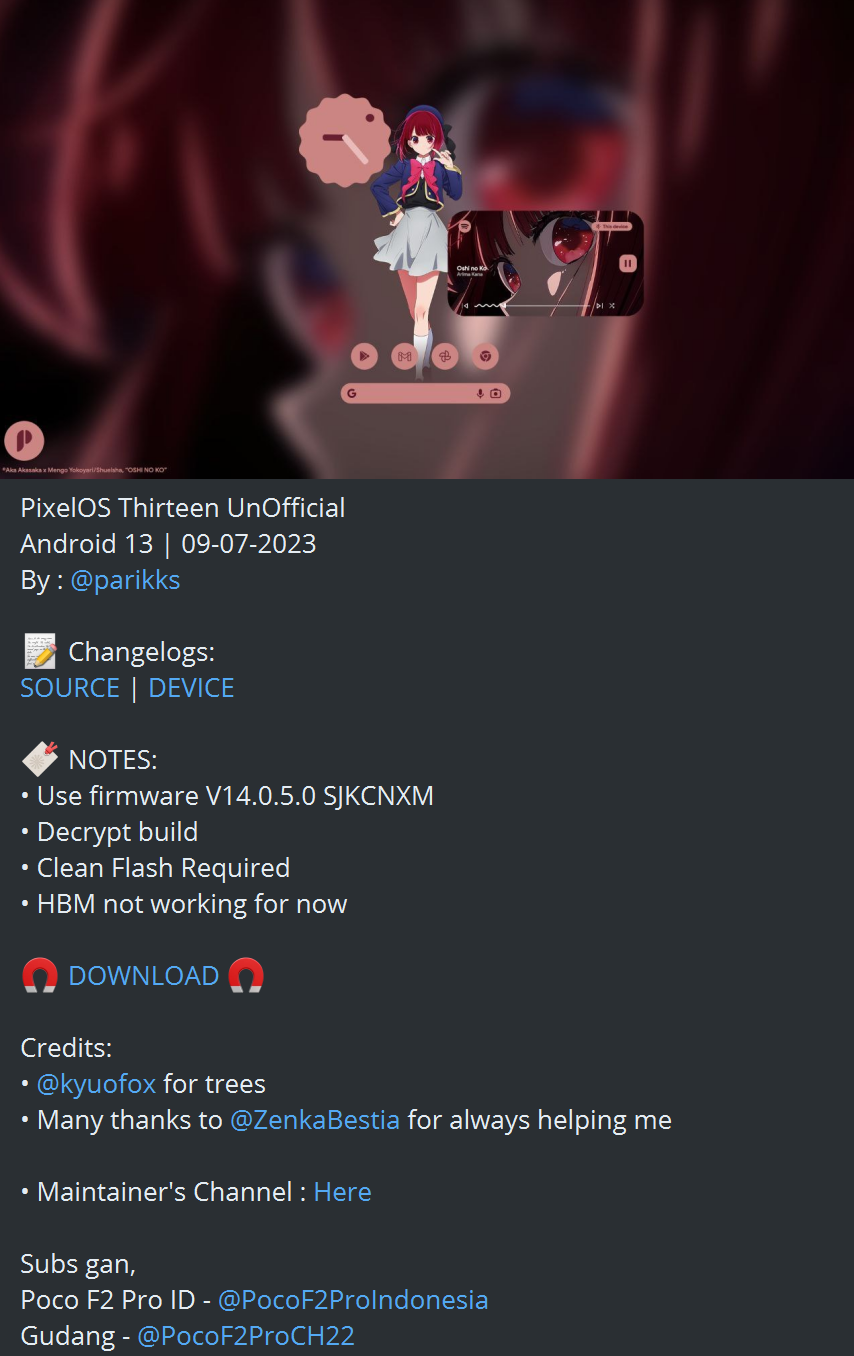 This device
Oshi no Ko
Arima Kana
*Aka Akasaka x Mengo Yokoyari/Shueisha, "OSHI NO KO"
PixelOS Thirteen UnOfficial
Android 13 | 09-07-2023
By : @parikks
Changelogs:
SOURCE | DEVICE
NOTES:
• Use firmware V14.0.5.0 SJKCNXM
• Decrypt build
• Clean Flash Required
• HBM not working for now
DOWNLOAD
Credits:
• @kyuofox for trees
• Many thanks to @ZenkaBestia for always helping me
• Maintainer's Channel : Here
Subs gan,
Poco F2 Pro ID - @PocoF2ProIndonesia
Gudang - @PocoF2ProCH22